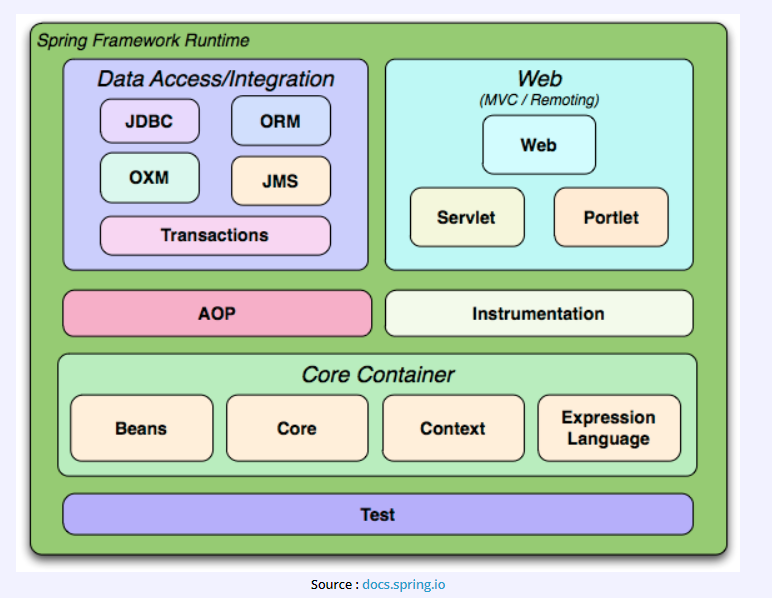 Spring Framework Runtime
Data Access/Integration
JDBC
ORM
OXM
JMS
Transactions
Web
(MVC / Remoting)
Web
Servlet
Portlet
AOP
Instrumentation
Core Container
Beans
Core
Context
Expression
Language
Test
Source : docs.spring.io